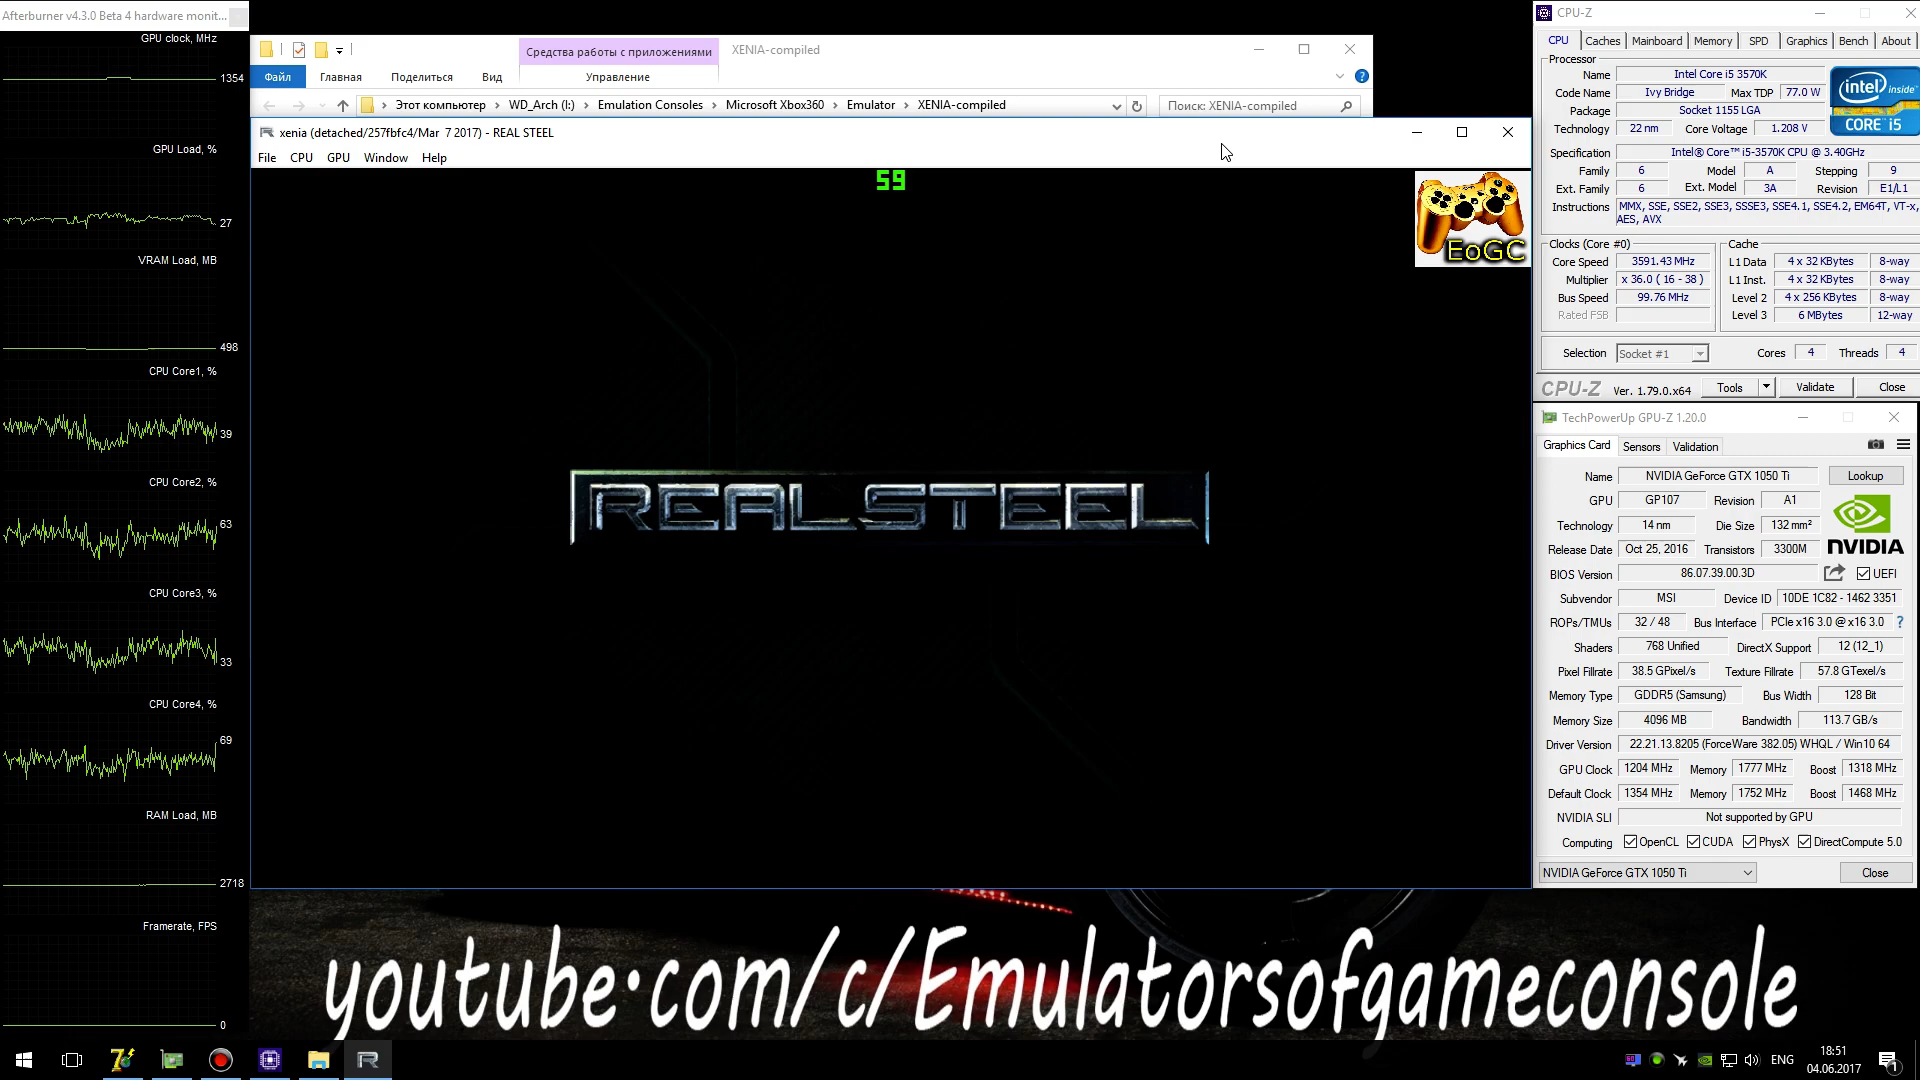 Afterburner v4.3.0 Beta 4 hardware monit...
GPU clock, MHz
1354
GPU Load, %
27
VRAM Load, MB
498
CPU Core1, %
39
CPU Core2, %
63
CPU Core3, %
33
CPU Core4, %
69
RAM Load, MB
2718
Framerate, FPS
0
Средства работы с приложениями
XENIA-compiled
Файл Главная Поделиться Вид Управление
Этот компьютер WD_Arch (I:) Emulation Consoles Microsoft Xbox360 Emulator XENIA-compiled
Поиск: XENIA-compiled
xenia (detached/257fbfc4/Mar 7 2017) - REAL STEEL
File CPU GPU Window Help
59
EoGC
REAL STEEL
CPU-Z
CPU Caches Mainboard Memory SPD Graphics Bench About
Processor
Name Intel Core i5 3570K
Code Name Ivy Bridge Max TDP 77.0 W
Package Socket 1155 LGA
Technology 22 nm Core Voltage 1.208 V
intel inside
CORE i5
Specification Intel® Core™ i5-3570K CPU @ 3.40GHz
Family 6 Model A Stepping 9
Ext. Family 6 Ext. Model 3A Revision E1/L1
Instructions MMX, SSE, SSE2, SSE3, SSSE3, SSE4.1, SSE4.2, EM64T, VT-x,
AES, AVX
Clocks (Core #0)
Core Speed 3591.43 MHz
Multiplier x 36.0 ( 16 - 38 )
Bus Speed 99.76 MHz
Rated FSB
Cache
L1 Data 4 x 32 KBytes 8-way
L1 Inst. 4 x 32 KBytes 8-way
Level 2 4 x 256 KBytes 8-way
Level 3 6 MBytes 12-way
Selection Socket #1 Cores 4 Threads 4
CPU-Z Ver. 1.79.0.x64 Tools Validate Close
TechPowerUp GPU-Z 1.20.0
Graphics Card Sensors Validation
Name NVIDIA GeForce GTX 1050 Ti Lookup
GPU GP107 Revision A1
Technology 14 nm Die Size 132 mm²
Release Date Oct 25, 2016 Transistors 3300M
NVIDIA
BIOS Version 86.07.39.00.3D UEFI
Subvendor MSI Device ID 10DE 1C82 - 1462 3351
ROPs/TMUs 32 / 48 Bus Interface PCIe x16 3.0 @ x16 3.0 ?
Shaders 768 Unified DirectX Support 12 (12_1)
Pixel Fillrate 38.5 GPixel/s Texture Fillrate 57.8 GTexel/s
Memory Type GDDR5 (Samsung) Bus Width 128 Bit
Memory Size 4096 MB Bandwidth 113.7 GB/s
Driver Version 22.21.13.8205 (ForceWare 382.05) WHQL / Win10 64
GPU Clock 1204 MHz Memory 1777 MHz Boost 1318 MHz
Default Clock 1354 MHz Memory 1752 MHz Boost 1468 MHz
NVIDIA SLI Not supported by GPU
Computing OpenCL CUDA PhysX DirectCompute 5.0
NVIDIA GeForce GTX 1050 Ti Close
youtube.com/c/Emulatorsofgameconsole
ENG
18:51
04.06.2017
1